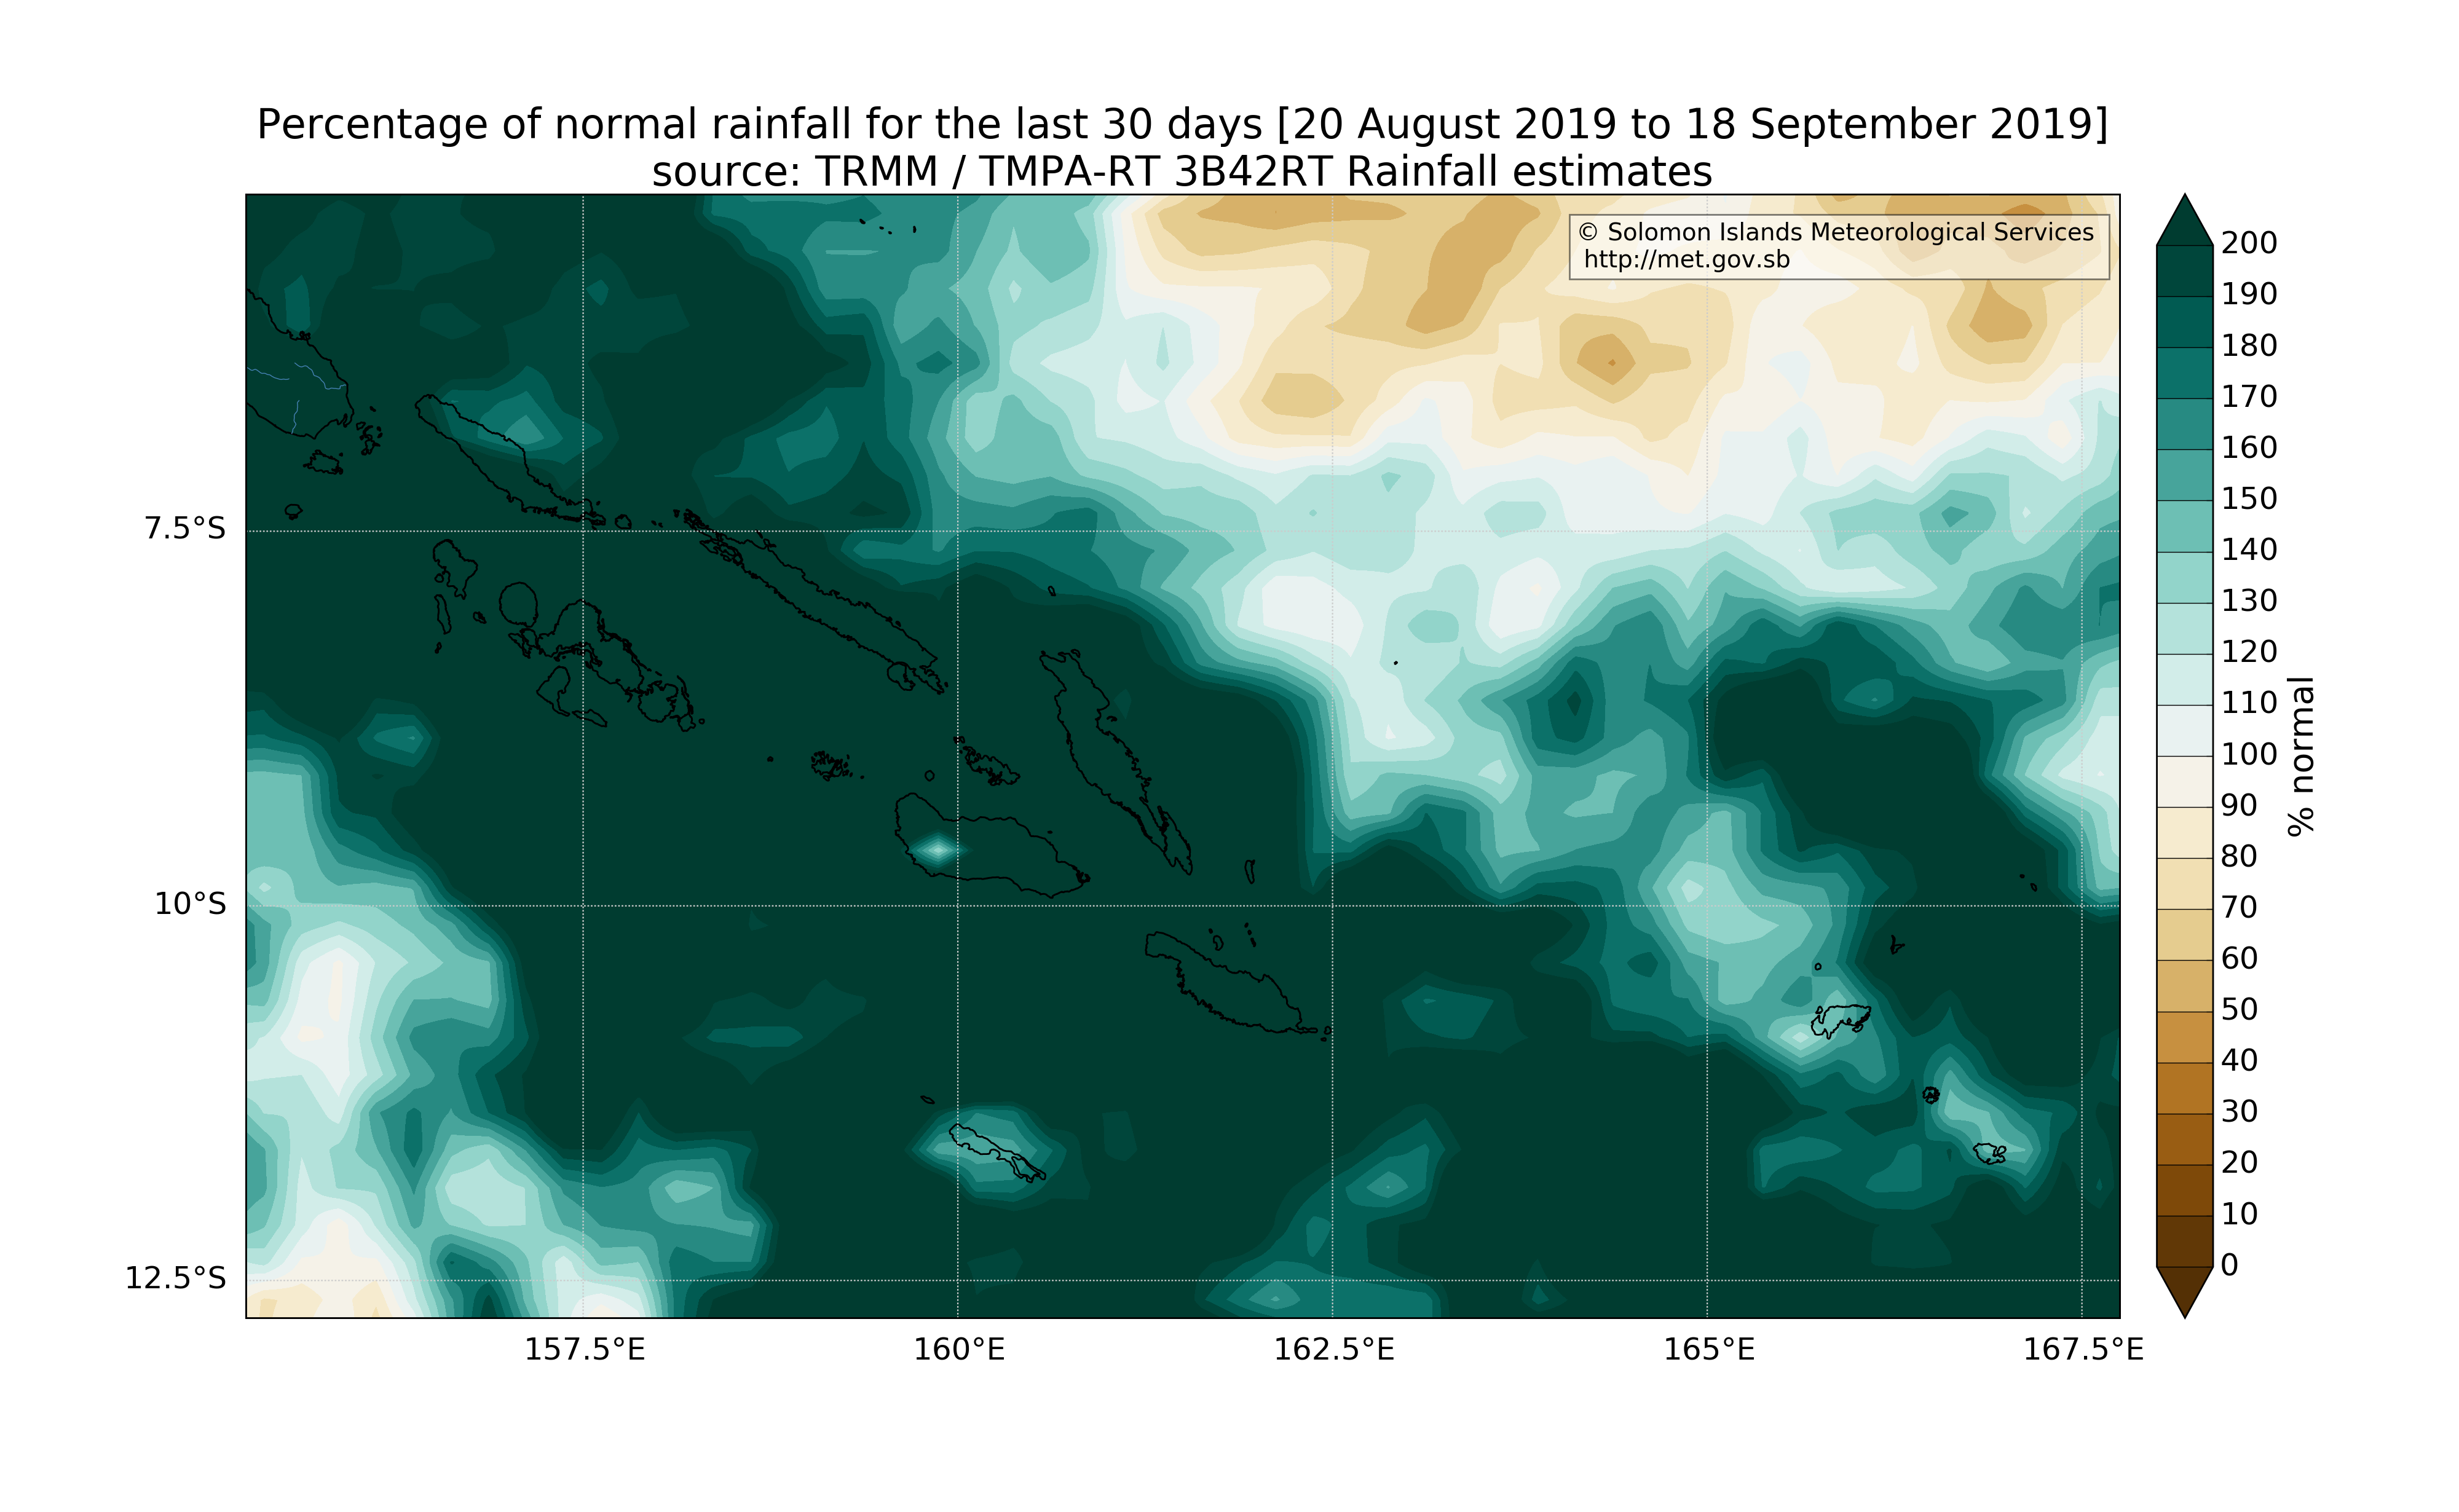 Percentage of normal rainfall for the last 30 days [20 August 2019 to 18 September 2019]
source: TRMM / TMPA-RT 3B42RT Rainfall estimates
© Solomon Islands Meteorological Services
http://met.gov.sb
7.5°S
10°S
12.5°S
157.5°E
160°E
162.5°E
165°E
167.5°E
200
190
180
170
160
150
140
130
120
110
100
90
80
70
60
50
40
30
20
10
0
% normal